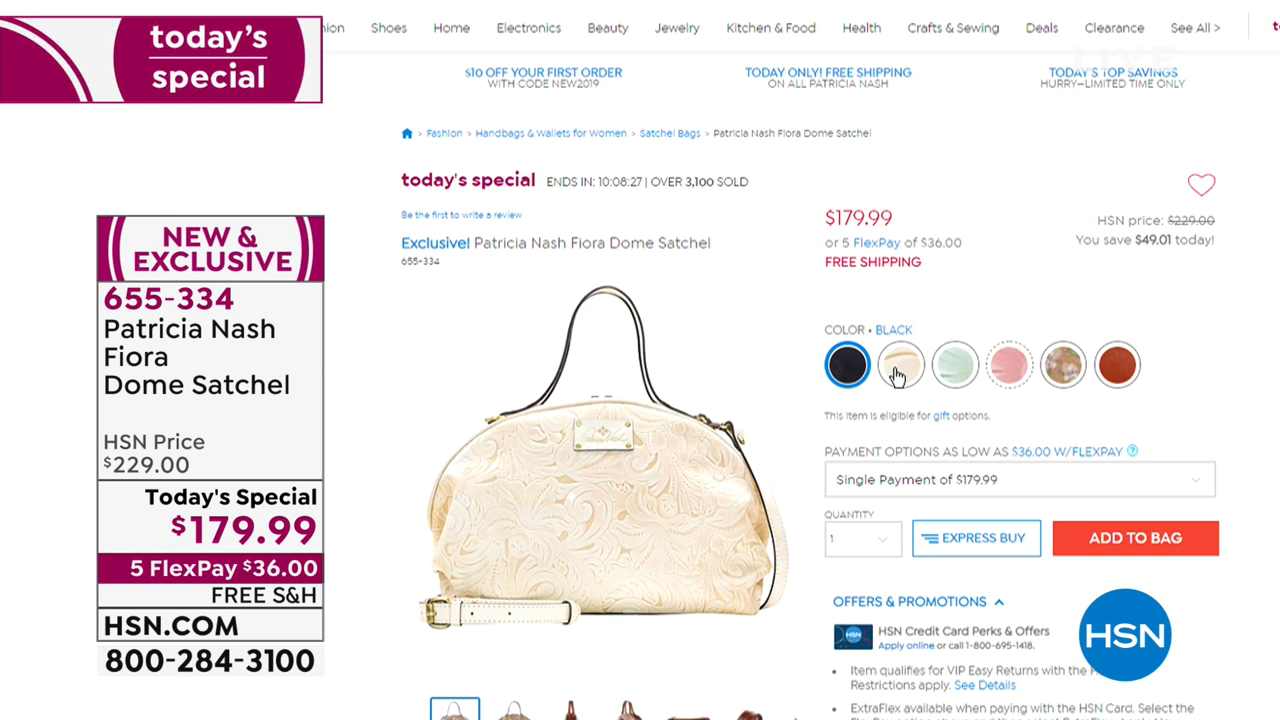 today's
special
hion
Shoes
Home
Electronics
Beauty
Jewelry
Kitchen & Food
Health
Crafts & Sewing
Deals
Clearance
See All >
LIVE
$10 OFF YOUR FIRST ORDER
WITH CODE NEW2019
TODAY ONLY! FREE SHIPPING
ON ALL PATRICIA NASH
TODAY'S TOP SAVINGS
HURRY—LIMITED TIME ONLY
> Fashion > Handbags & Wallets for Women > Satchel Bags > Patricia Nash Fiora Dome Satchel
today's special ENDS IN: 10:08:27 | OVER 3,100 SOLD
Be the first to write a review
Exclusive! Patricia Nash Fiora Dome Satchel
655-334
$179.99
or 5 FlexPay of $36.00
FREE SHIPPING
HSN price: $229.00
You save $49.01 today!
NEW &
EXCLUSIVE
655-334
Patricia Nash
Fiora
Dome Satchel
HSN Price
$229.00
Today's Special
$179.99
5 FlexPay $36.00
FREE S&H
HSN.COM
800-284-3100
COLOR • BLACK
This item is eligible for gift options.
PAYMENT OPTIONS AS LOW AS $36.00 W/FLEXPAY ?
Single Payment of $179.99
QUANTITY
1
EXPRESS BUY
ADD TO BAG
OFFERS & PROMOTIONS
HSN
HSN Credit Card Perks & Offers
Apply online or call 1-800-695-1418.
• Item qualifies for VIP Easy Returns with the
Restrictions apply. See Details
• ExtraFlex available when paying with the HSN Card. Select the
HSN